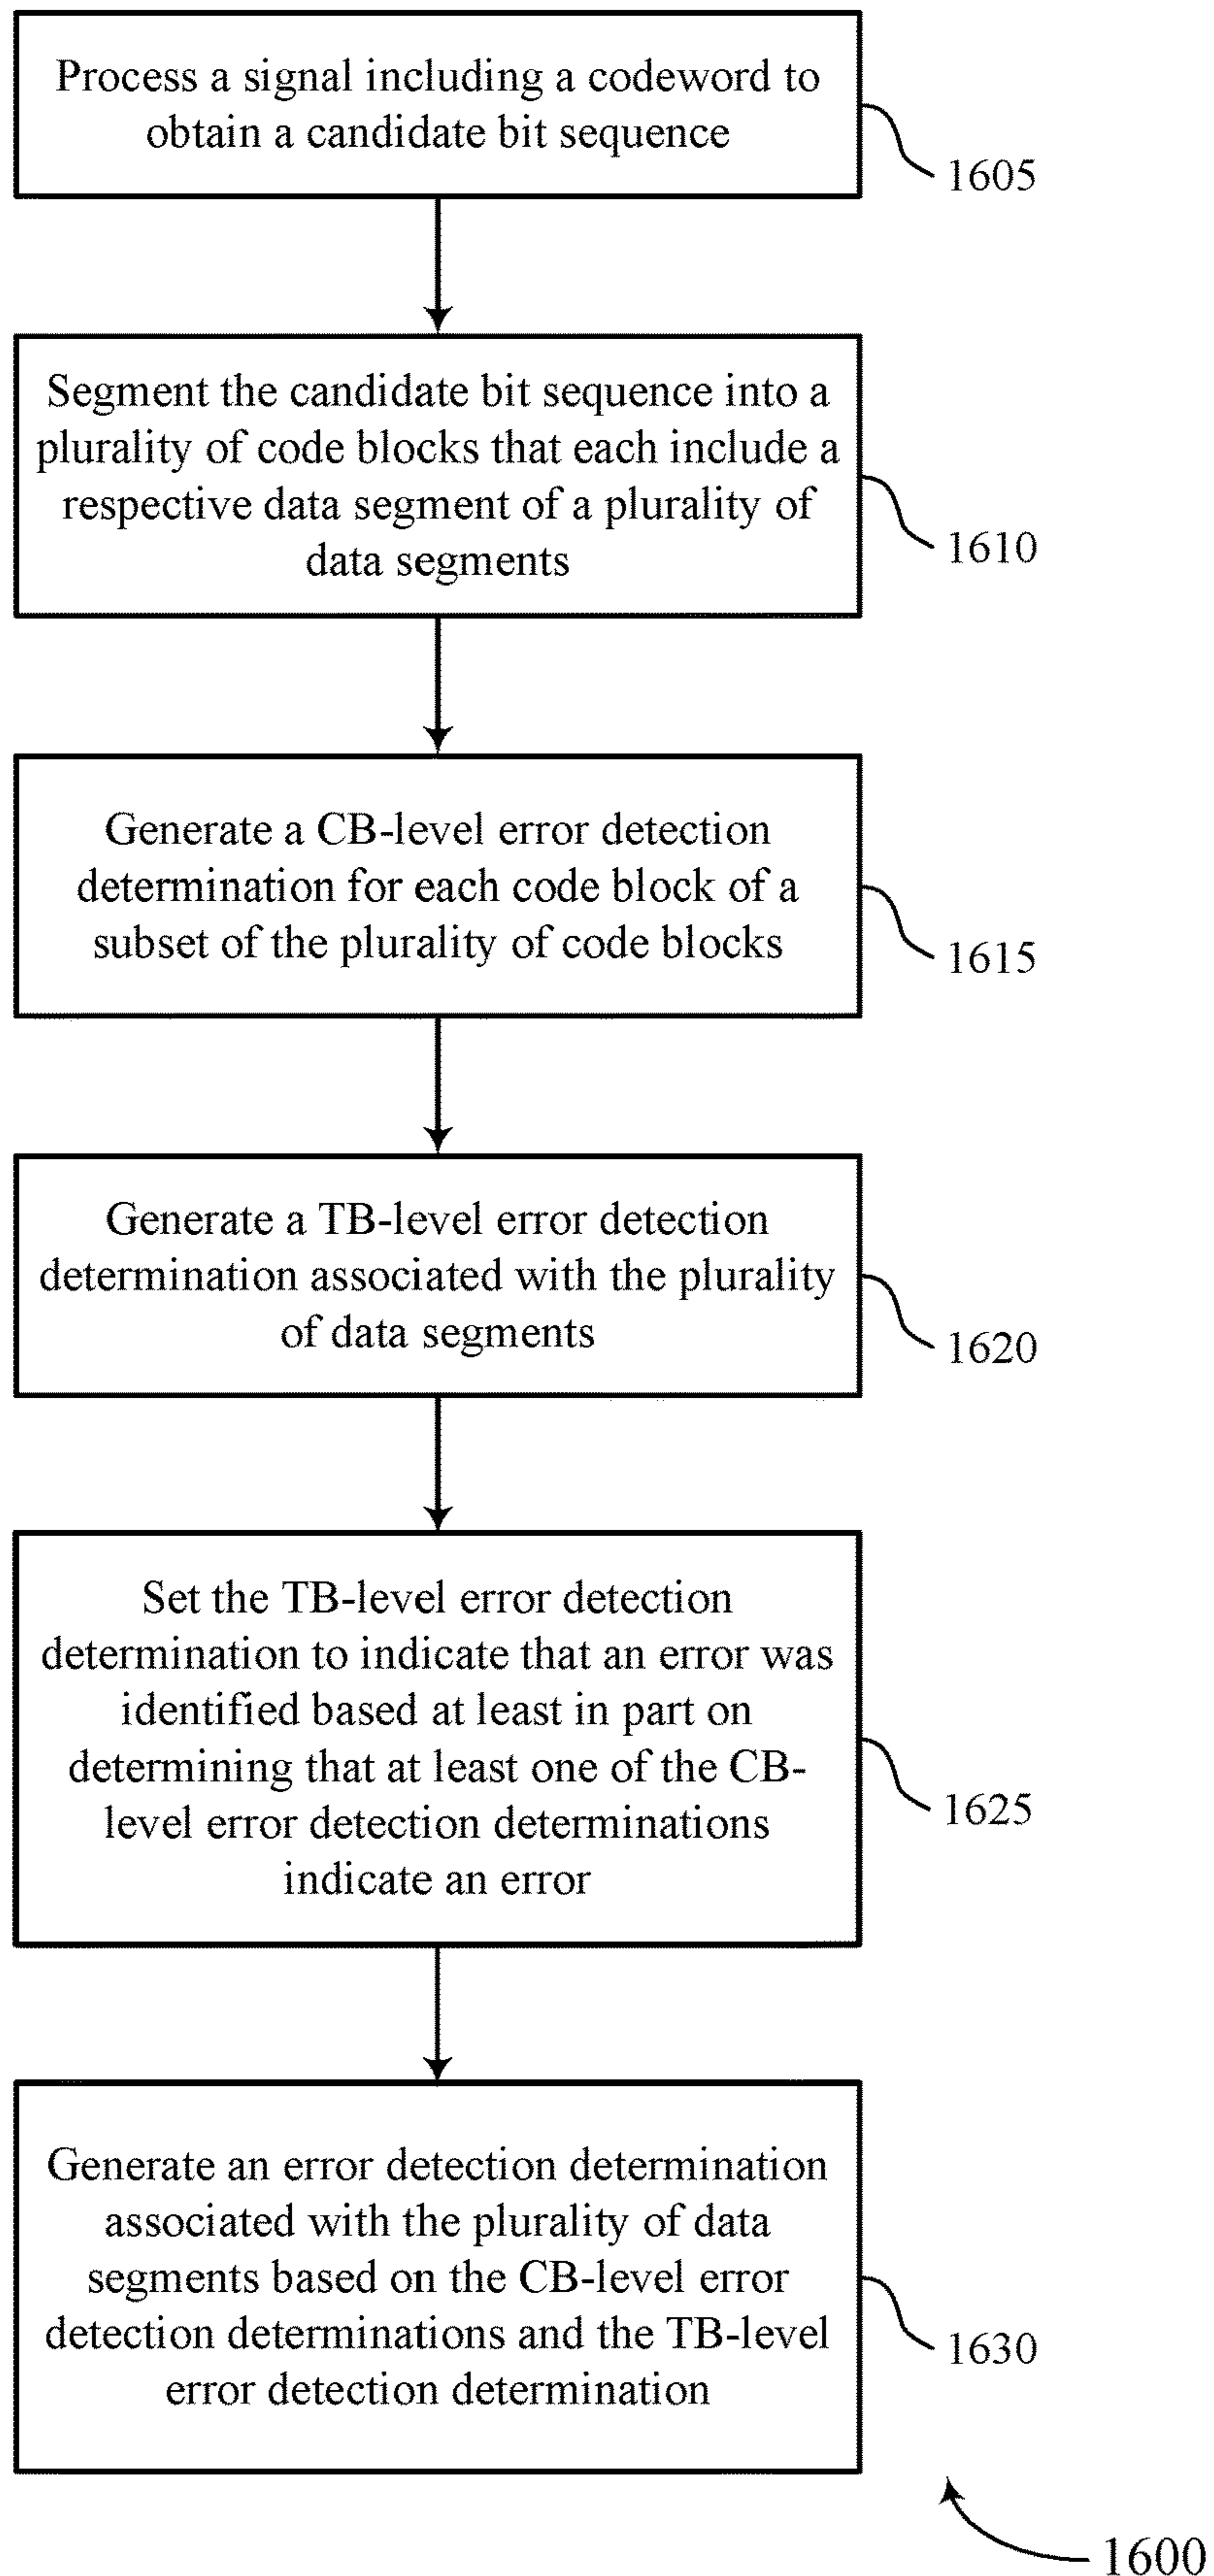 Process a signal including a codeword to
obtain a candidate bit sequence
1605
Segment the candidate bit sequence into a
plurality of code blocks that each include a
respective data segment of a plurality of
data segments
1610
Generate a CB-level error detection
determination for each code block of a
subset of the plurality of code blocks
1615
Generate a TB-level error detection
determination associated with the plurality
of data segments
1620
Set the TB-level error detection
determination to indicate that an error was
identified based at least in part on
determining that at least one of the CB-
level error detection determinations
indicate an error
1625
Generate an error detection determination
associated with the plurality of data
segments based on the CB-level error
detection determinations and the TB-level
error detection determination
1630
1600